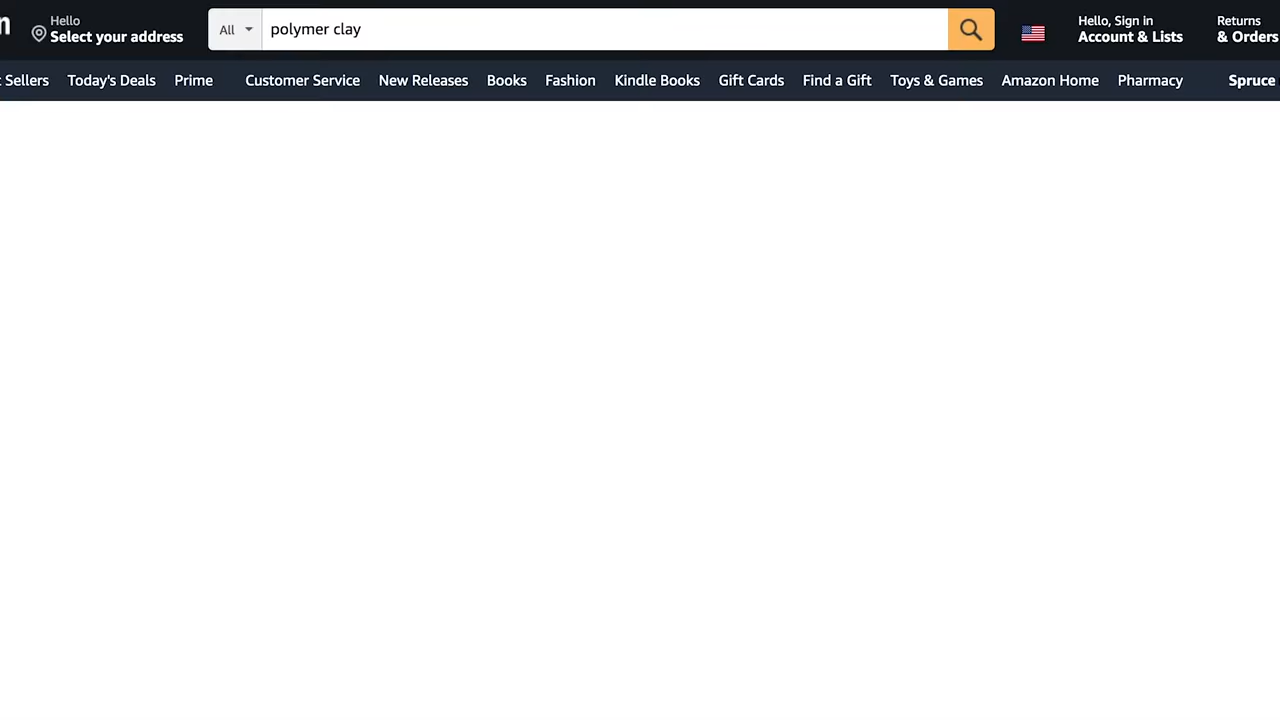 Hello
Select your address
All
polymer clay
Hello, Sign in
Account & Lists
Returns
& Orders
Sellers
Today's Deals
Prime
Customer Service
New Releases
Books
Fashion
Kindle Books
Gift Cards
Find a Gift
Toys & Games
Amazon Home
Pharmacy
Spruce